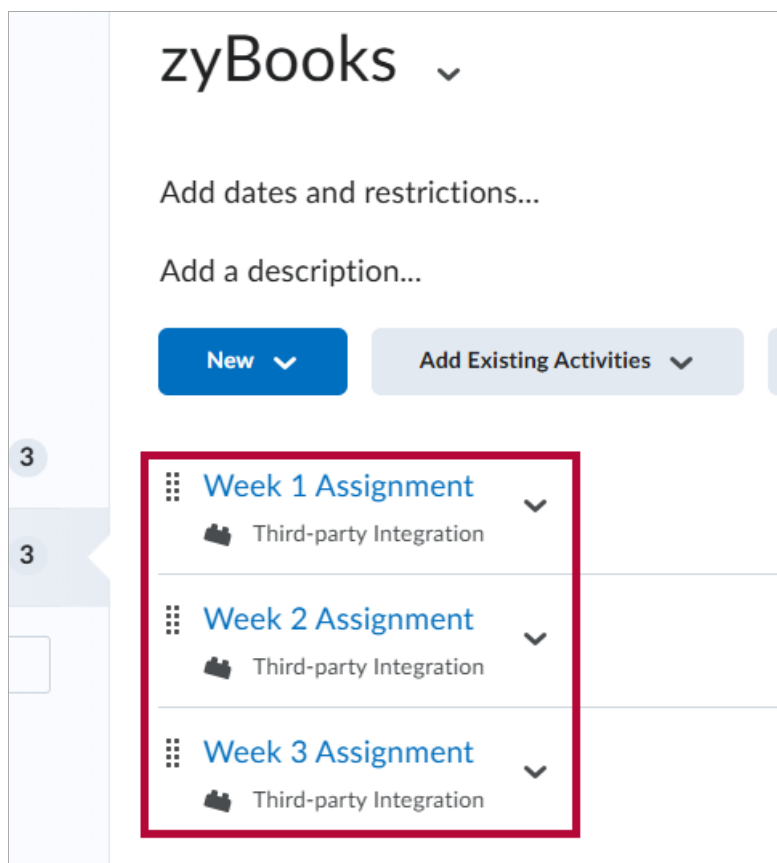 zyBooks
Add dates and restrictions...
Add a description...
New
Add Existing Activities
3
Week 1 Assignment
Third-party Integration
3
Week 2 Assignment
Third-party Integration
Week 3 Assignment
Third-party Integration